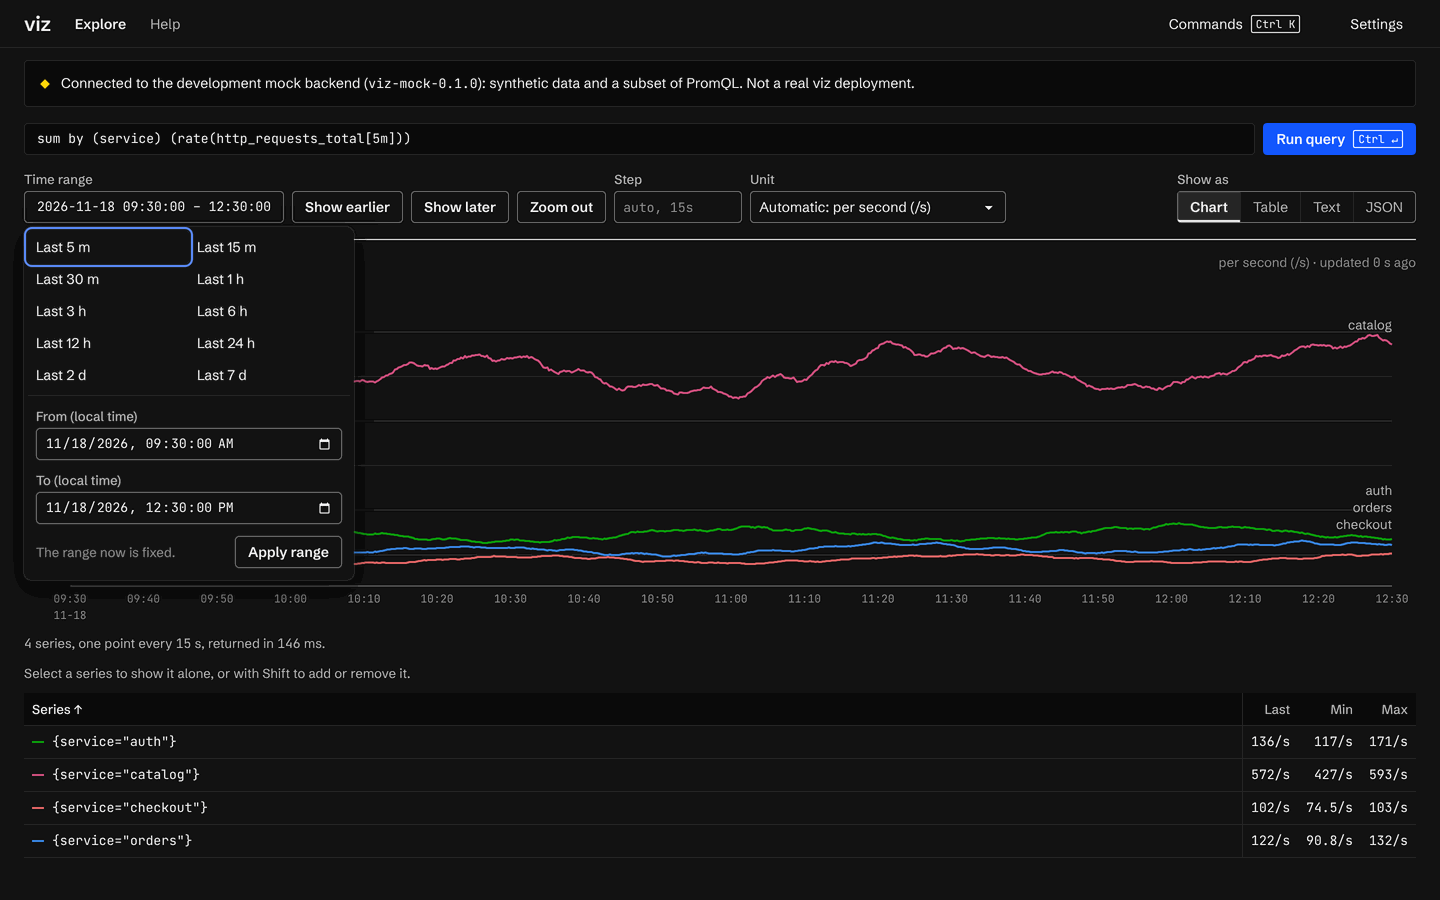 viz Explore Help Commands Ctrl K Settings
Connected to the development mock backend (viz-mock-0.1.0): synthetic data and a subset of PromQL. Not a real viz deployment.
sum by (service) (rate(http_requests_total[5m])) Run query Ctrl ↵
Time range Step Unit Show as
2026-11-18 09:30:00 – 12:30:00 Show earlier Show later Zoom out auto, 15s Automatic: per second (/s) Chart Table Text JSON
Last 5 m Last 15 m
per second (/s) · updated 0 s ago
Last 30 m Last 1 h
Last 3 h Last 6 h
catalog
Last 12 h Last 24 h
Last 2 d Last 7 d
From (local time)
11/18/2026, 09:30:00 AM
To (local time)
auth
11/18/2026, 12:30:00 PM
orders
checkout
The range now is fixed. Apply range
09:30 09:40 09:50 10:00 10:10 10:20 10:30 10:40 10:50 11:00 11:10 11:20 11:30 11:40 11:50 12:00 12:10 12:20 12:30
11-18
4 series, one point every 15 s, returned in 146 ms.
Select a series to show it alone, or with Shift to add or remove it.
Series ↑ Last Min Max
{service="auth"} 136/s 117/s 171/s
{service="catalog"} 572/s 427/s 593/s
{service="checkout"} 102/s 74.5/s 103/s
{service="orders"} 122/s 90.8/s 132/s